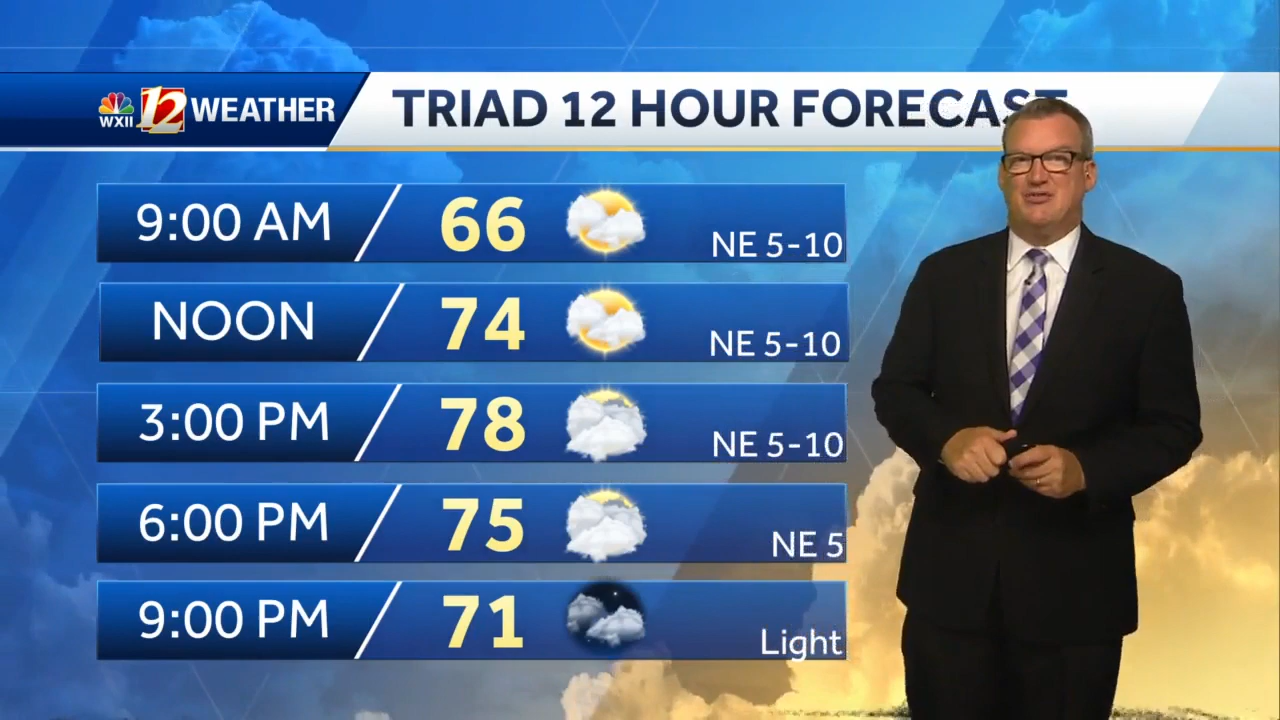 WXII 12 WEATHER
TRIAD 12 HOUR FORECAST
9:00 AM 66 NE 5-10
NOON 74 NE 5-10
3:00 PM 78 NE 5-10
6:00 PM 75 NE 5
9:00 PM 71 Light